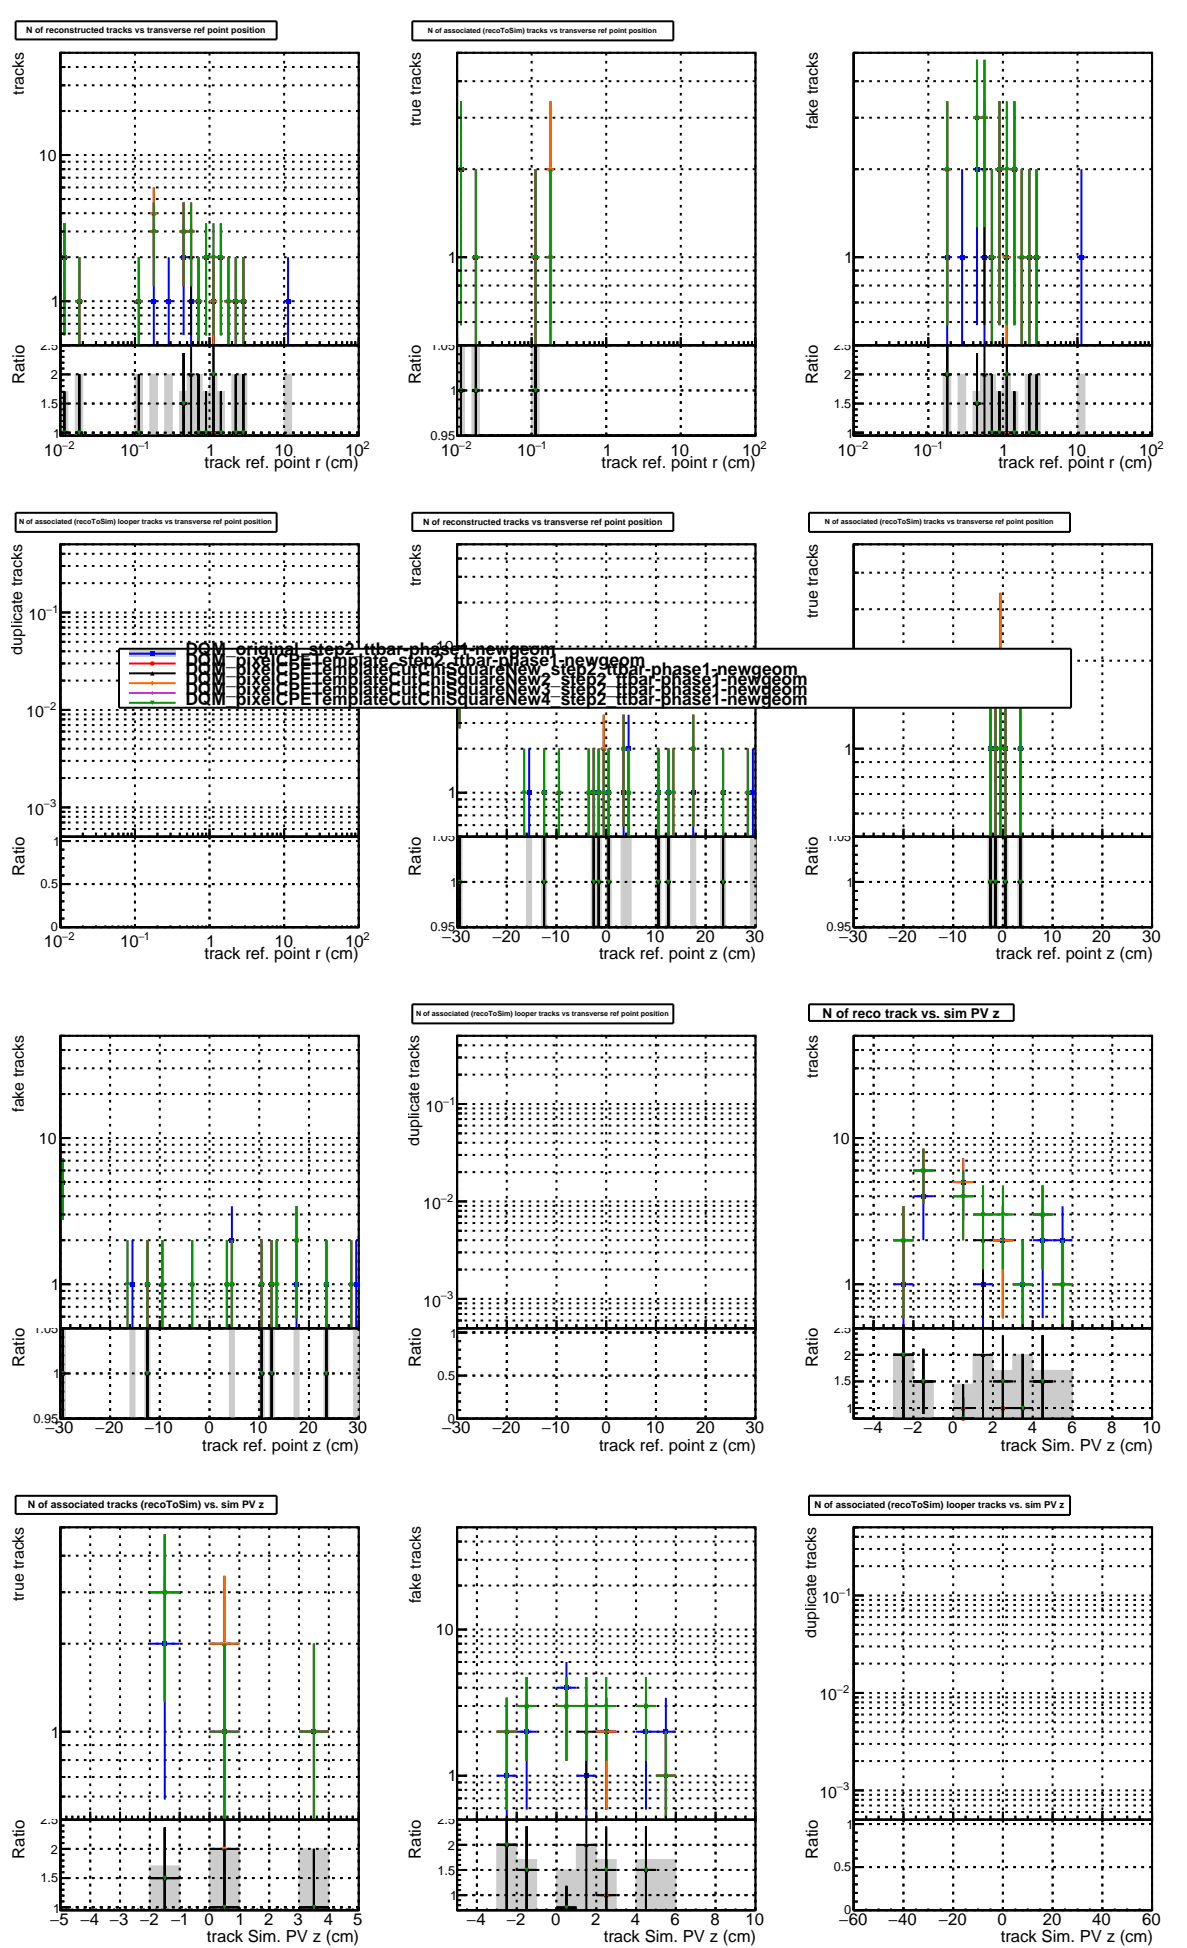 N of reconstructed tracks vs transverse ref point position
tracks
10
1
Ratio
2.5
2
1.5
1
10−2 10−1 1 10 102
track ref. point r (cm)
N of associated (recoToSim) tracks vs transverse ref point position
true tracks
1
Ratio
1.05
1
0.95
10−2 10−1 1 10 102
track ref. point r (cm)
fake tracks
1
Ratio
2.5
2
1.5
1
10−2 10−1 1 10 102
track ref. point r (cm)
N of associated (recoToSim) looper tracks vs transverse ref point position
duplicate tracks
10−1
10−2
10−3
Ratio
1
0.5
0
10−2 10−1 1 10 102
track ref. point r (cm)
N of reconstructed tracks vs transverse ref point position
tracks
10
1
Ratio
1.05
1
0.95
−30 −20 −10 0 10 20 30
track ref. point z (cm)
N of associated (recoToSim) tracks vs transverse ref point position
true tracks
1
Ratio
1.05
1
0.95
−30 −20 −10 0 10 20 30
track ref. point z (cm)
DQM_original_step2_ttbar-phase1-newgeom
DQM_pixelCPETemplate_step2_ttbar-phase1-newgeom
DQM_pixelCPETemplateCutChiSquareNew_step2_ttbar-phase1-newgeom
DQM_pixelCPETemplateCutChiSquareNew2_step2_ttbar-phase1-newgeom
DQM_pixelCPETemplateCutChiSquareNew3_step2_ttbar-phase1-newgeom
DQM_pixelCPETemplateCutChiSquareNew4_step2_ttbar-phase1-newgeom
fake tracks
10
1
Ratio
1.05
1
0.95
−30 −20 −10 0 10 20 30
track ref. point z (cm)
N of associated (recoToSim) looper tracks vs transverse ref point position
duplicate tracks
10−1
10−2
10−3
Ratio
1
0.5
0
−30 −20 −10 0 10 20 30
track ref. point z (cm)
N of reco track vs. sim PV z
tracks
10
1
Ratio
2.5
2
1.5
1
−4 −2 0 2 4 6 8 10
track Sim. PV z (cm)
N of associated tracks (recoToSim) vs. sim PV z
true tracks
1
Ratio
2.5
2
1.5
1
−5 −4 −3 −2 −1 0 1 2 3 4 5
track Sim. PV z (cm)
fake tracks
10
1
Ratio
2.5
2
1.5
1
−4 −2 0 2 4 6 8 10
track Sim. PV z (cm)
N of associated (recoToSim) looper tracks vs. sim PV z
duplicate tracks
10−1
10−2
10−3
Ratio
1
0.5
0
−60 −40 −20 0 20 40 60
track Sim. PV z (cm)